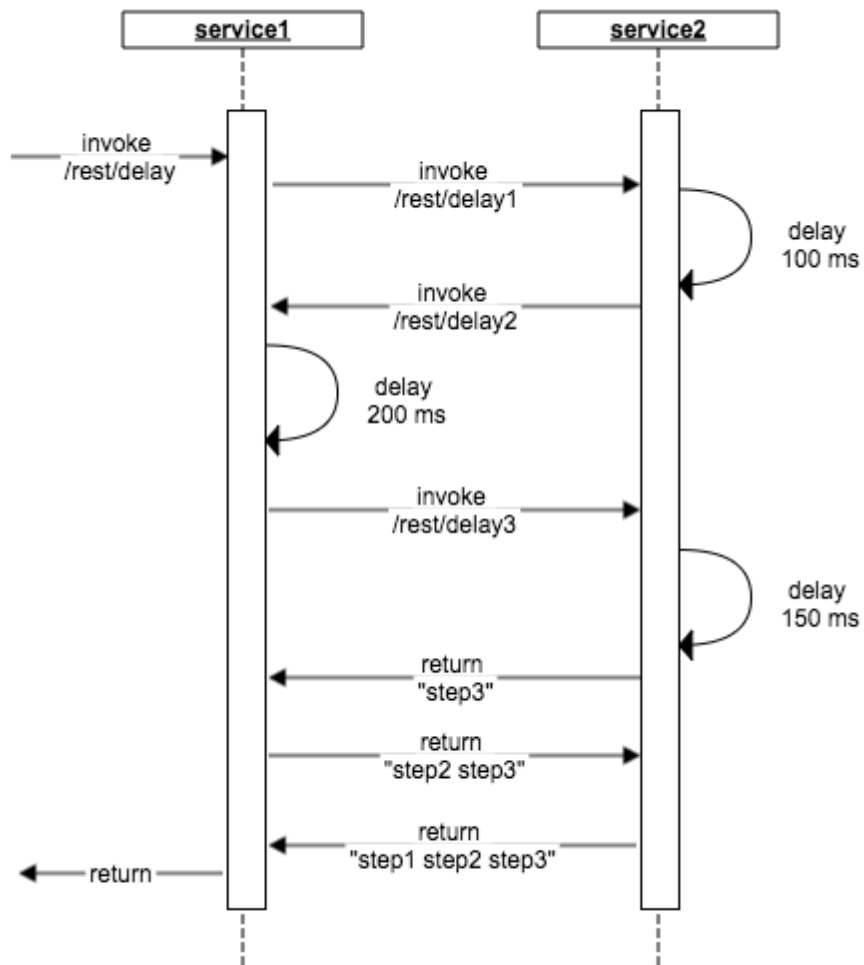 service1
service2
invoke
/rest/delay
invoke
/rest/delay1
delay
100 ms
invoke
/rest/delay2
delay
200 ms
invoke
/rest/delay3
delay
150 ms
return
"step3"
return
"step2 step3"
return
"step1 step2 step3"
return